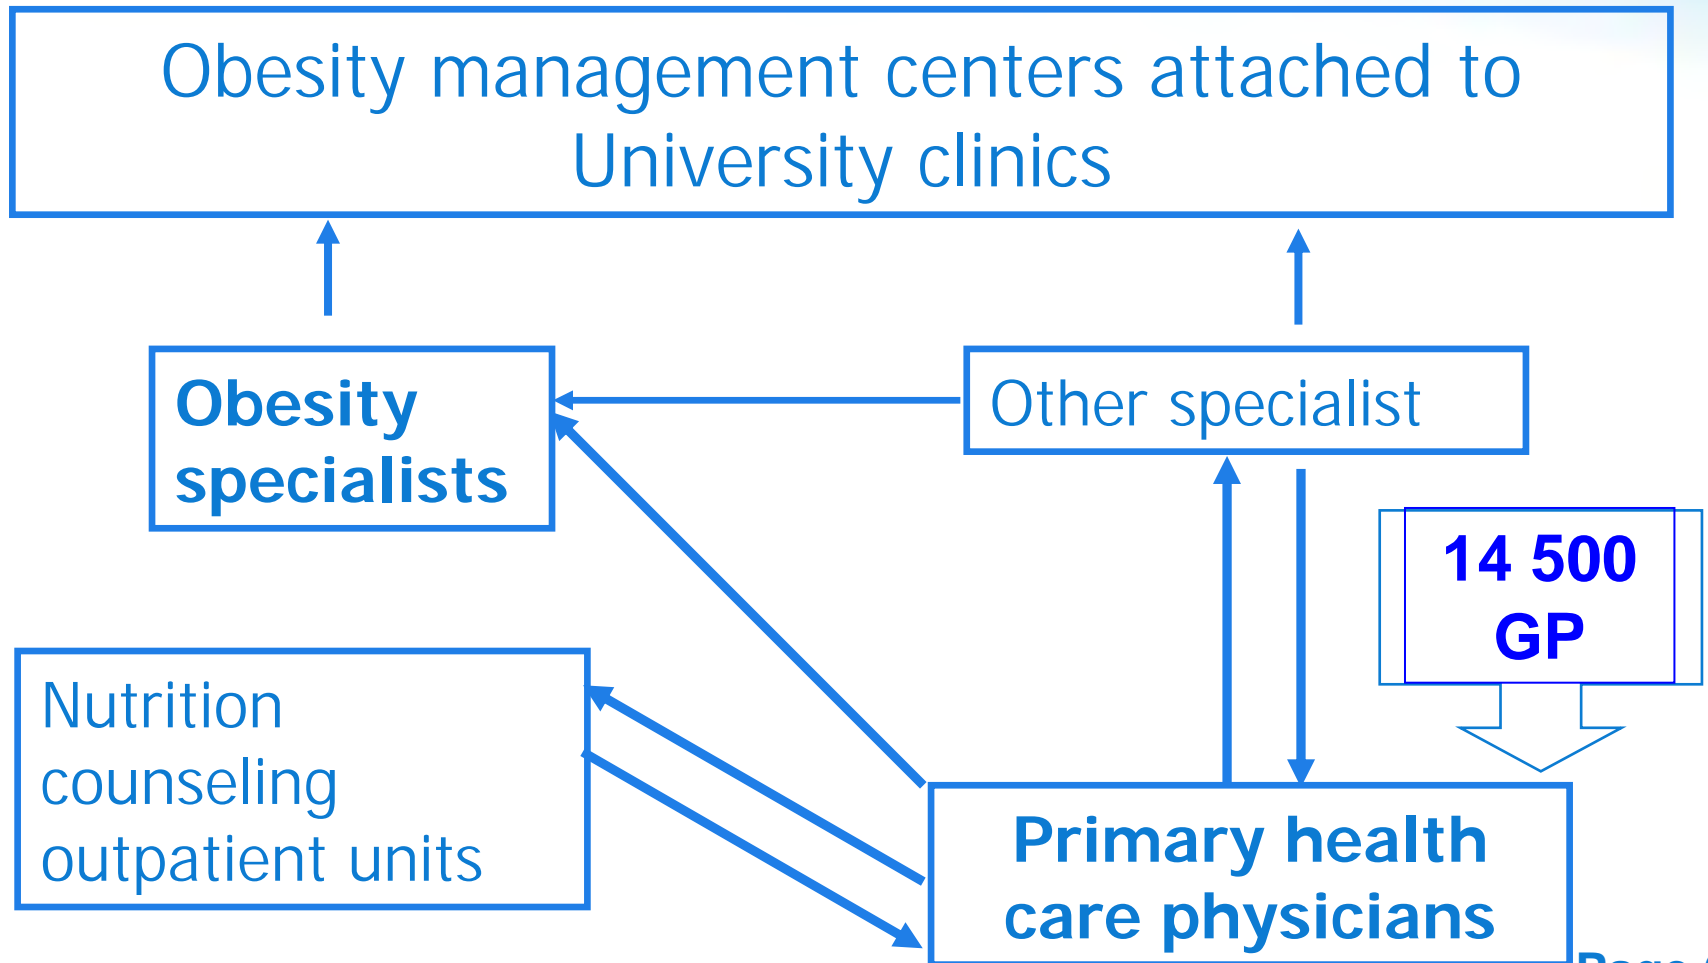 Obesity management centers attached to
University clinics
Obesity
specialists
Other specialist
14 500
GP
Nutrition
counseling
outpatient units
Primary health
care physicians